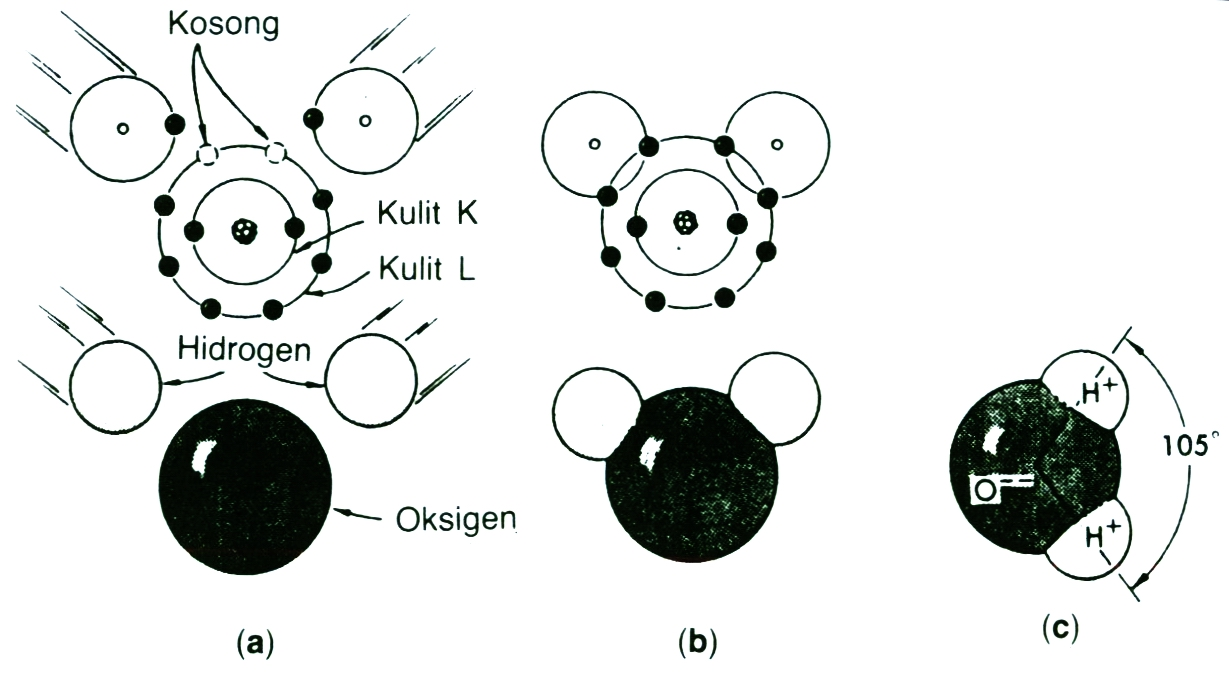 Kosong
Kulit K
Kulit L
Hidrogen
Oksigen
H+
105°
O=
H+
(a)
(b)
(c)